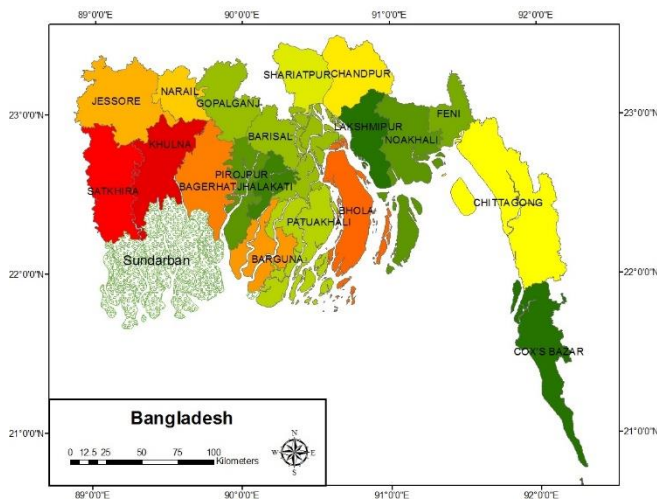 89°0'0"E 90°0'0"E 91°0'0"E 92°0'0"E
SHARIATPUR
CHANDPUR
JESSORE
NARAIL
GOPALGANJ
23°0'0"N
23°0'0"N
FENI
LAKSHMIPUR
BARISAL
NOAKHALI
KHULNA
PIROJPUR
SATKHIRA
BAGERHAT
JHALAKATI
CHITTAGONG
BHOLA
PATUAKHALI
Sundarban
BARGUNA
22°0'0"N
22°0'0"N
COX'S BAZAR
Bangladesh
N
W E
S
0 12.5 25 50 75 100
Kilometers
21°0'0"N
21°0'0"N
89°0'0"E 90°0'0"E 91°0'0"E 92°0'0"E